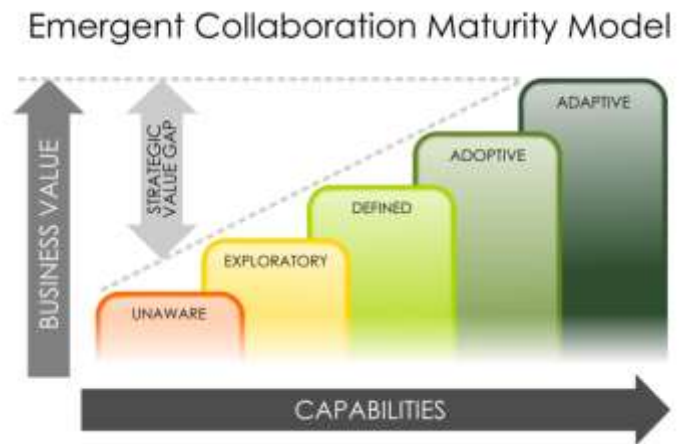 Emergent Collaboration Maturity Model
BUSINESS VALUE
STRATEGIC
VALUE GAP
ADAPTIVE
ADOPTIVE
DEFINED
EXPLORATORY
UNAWARE
CAPABILITIES